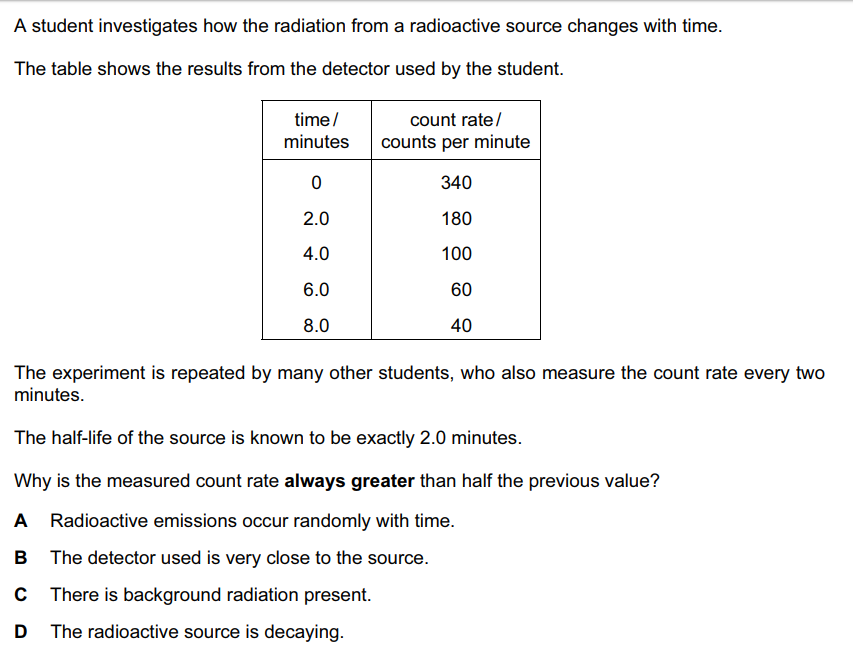 A student investigates how the radiation from a radioactive source changes with time.
The table shows the results from the detector used by the student.
time / minutes    count rate / counts per minute
0    340
2.0    180
4.0    100
6.0    60
8.0    40
The experiment is repeated by many other students, who also measure the count rate every two
minutes.
The half-life of the source is known to be exactly 2.0 minutes.
Why is the measured count rate always greater than half the previous value?
A    Radioactive emissions occur randomly with time.
B    The detector used is very close to the source.
C    There is background radiation present.
D    The radioactive source is decaying.